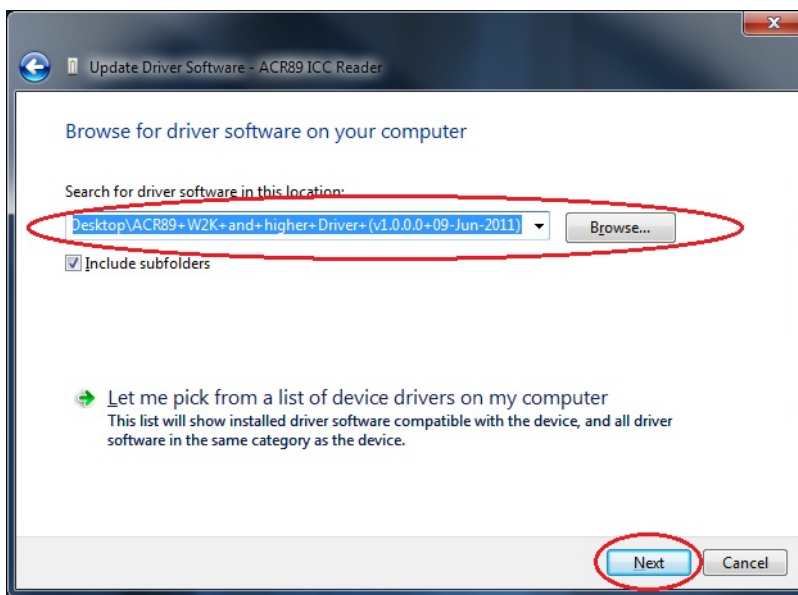 Update Driver Software - ACR89 ICC Reader
Browse for driver software on your computer
Search for driver software in this location:
Desktop\ACR89+W2K+and+higher+Driver+(v1.0.0.0+09-Jun-2011)
Browse...
Include subfolders
Let me pick from a list of device drivers on my computer
This list will show installed driver software compatible with the device, and all driver
software in the same category as the device.
Next
Cancel